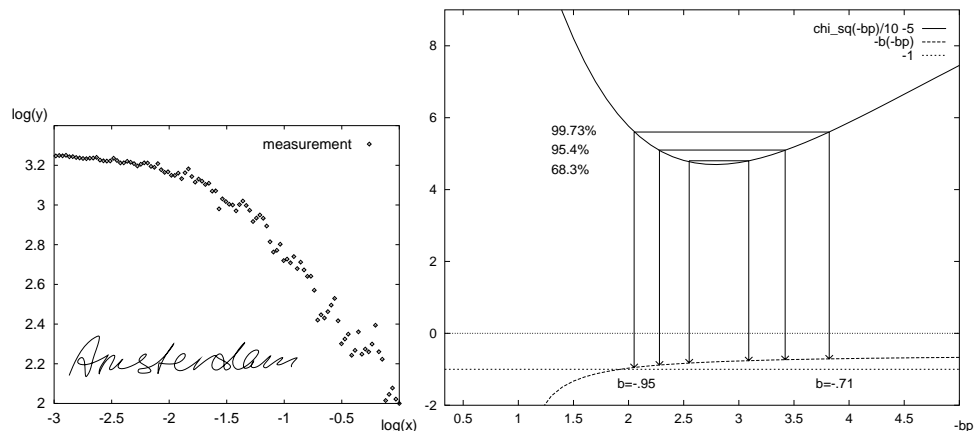 log(y)
measurement
3.2
3
2.8
2.6
2.4
2.2
2
Amsterdam
-3 -2.5 -2 -1.5 -1 -0.5
log(x)
chi_sq(-bp)/10 -5
-b(-bp)
-1
8
6
4
2
0
-2
99.73%
95.4%
68.3%
b=-.95 b=-.71
0.5 1 1.5 2 2.5 3 3.5 4 4.5 -bp